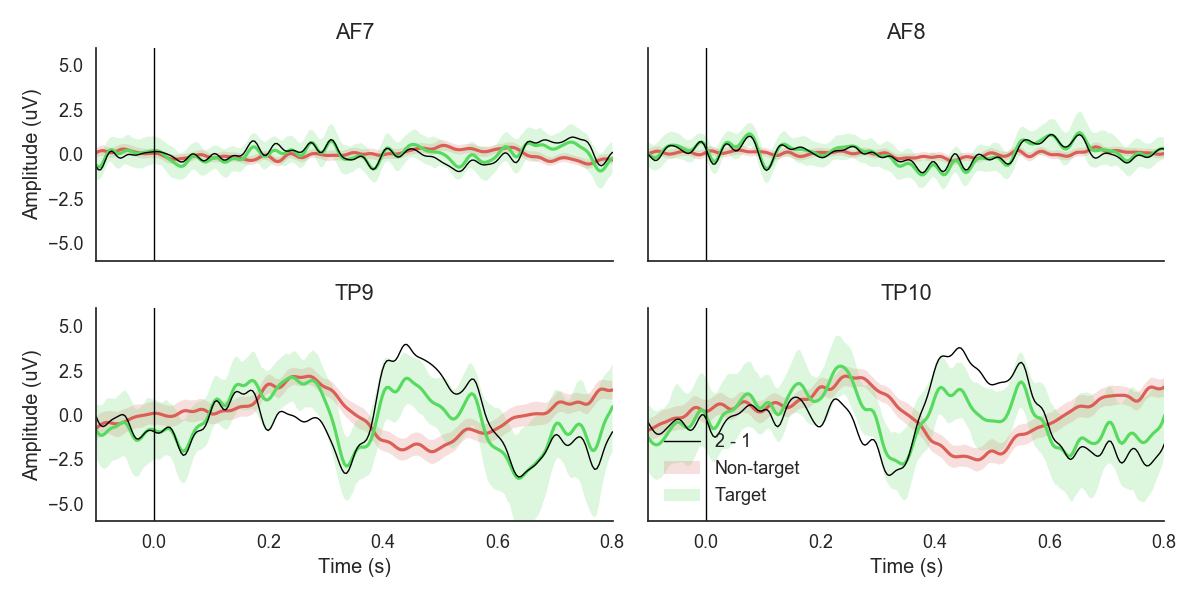 AF7
AF8
Amplitude (uV)
5.0
2.5
0.0
−2.5
−5.0
TP9
TP10
Amplitude (uV)
5.0
2.5
0.0
−2.5
−5.0
2 - 1
Non-target
Target
0.0 0.2 0.4 0.6 0.8
0.0 0.2 0.4 0.6 0.8
Time (s)
Time (s)